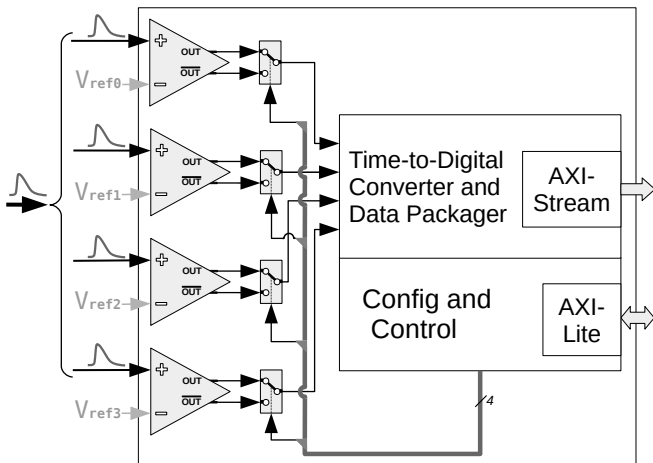 OUT
OUT
Vref0
OUT
OUT
Vref1
OUT
OUT
Vref2
OUT
OUT
Vref3
Time-to-Digital
Converter and
Data Packager
AXI-
Stream
Config and
Control
AXI-
Lite
4